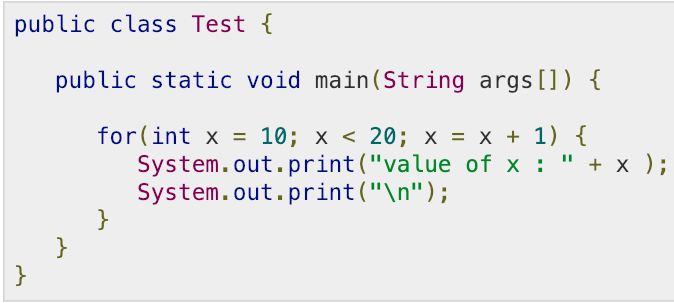 public class Test {
public static void main(String args[]) {
for(int x = 10; x < 20; x = x + 1) {
System.out.print("value of x : " + x );
System.out.print("\n");
}
}
}